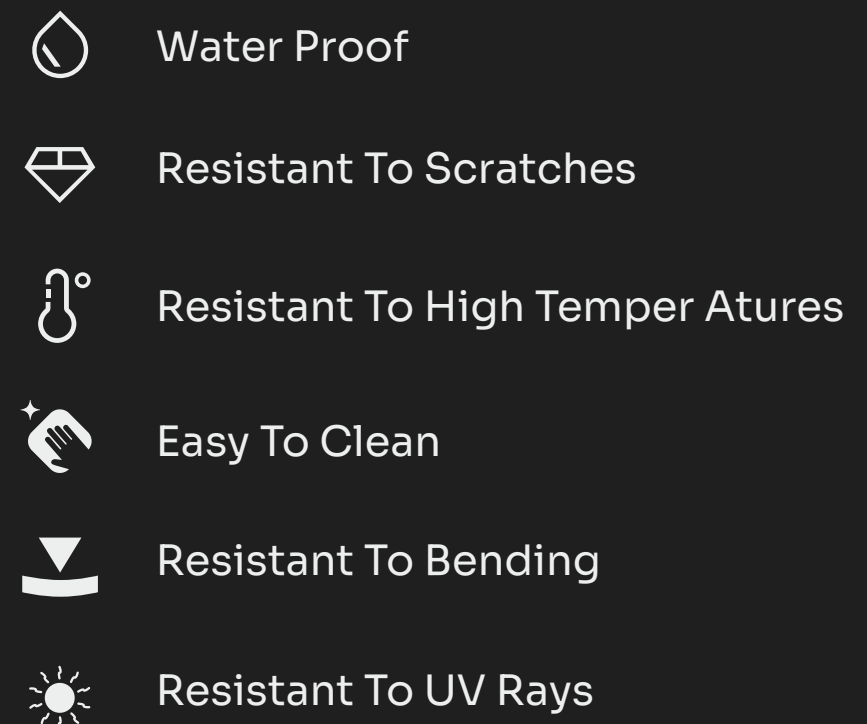 Water Proof
Resistant To Scratches
Resistant To High Temper Atures
Easy To Clean
Resistant To Bending
Resistant To UV Rays